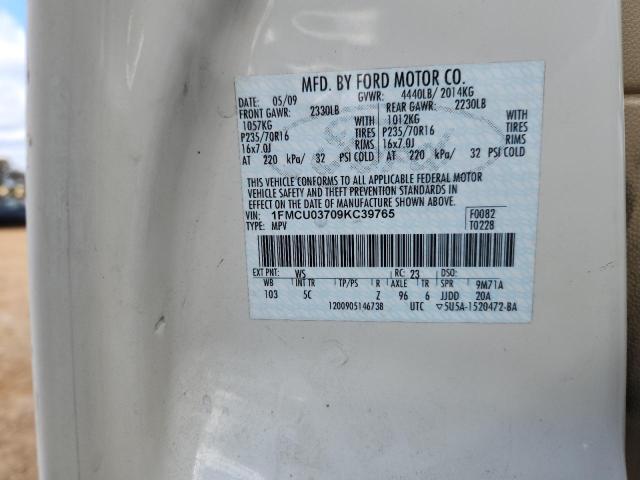 MFD. BY FORD MOTOR CO.
DATE: 05/09 GVWR: 4440LB/ 2014KG
FRONT GAWR: 2330LB REAR GAWR: 2230LB
1057KG WITH 1012KG WITH
P235/70R16 TIRES P235/70R16 TIRES
16x7.0J RIMS 16x7.0J RIMS
AT 220 kPa/ 32 PSI COLD AT 220 kPa/ 32 PSI COLD
THIS VEHICLE CONFORMS TO ALL APPLICABLE FEDERAL MOTOR
VEHICLE SAFETY AND THEFT PREVENTION STANDARDS IN
EFFECT ON THE DATE OF MANUFACTURE SHOWN ABOVE.
VIN: 1FMCU03709KC39765 F0082
TYPE: MPV T0228
EXT PNT: WS RC: 23 DSO:
WB INT TR TP/PS R AXLE TR SPR 9M71A
103 5C Z 96 6 JJDD 20A
1200905146738 UTC ▽5U5A-1520472-BA